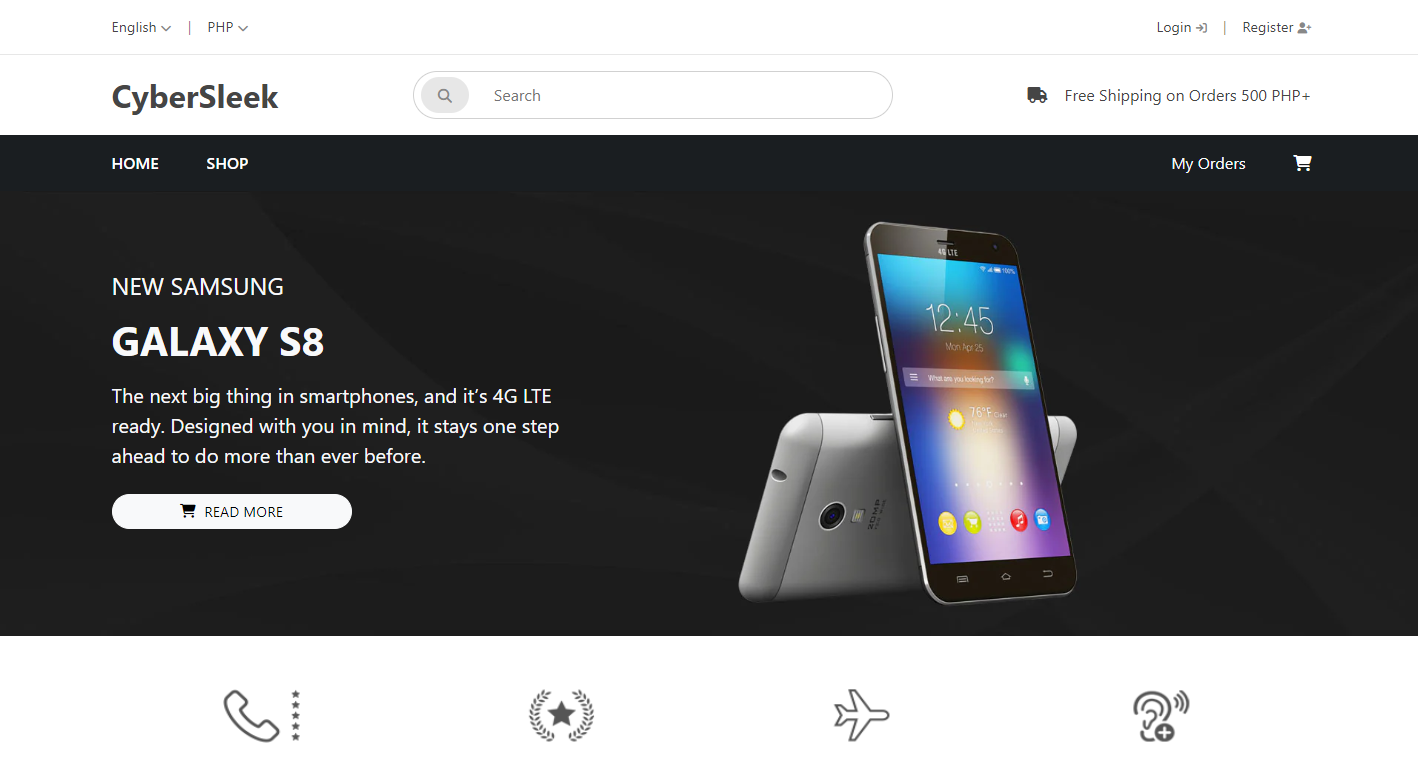 English | PHP
Login | Register
CyberSleek
Search
Free Shipping on Orders 500 PHP+
HOME SHOP
My Orders
NEW SAMSUNG
GALAXY S8
The next big thing in smartphones, and it’s 4G LTE
ready. Designed with you in mind, it stays one step
ahead to do more than ever before.
READ MORE
4G LTE
100%
12:45
Mon Apr 25
What are you looking for?
76°F Clear
20MP